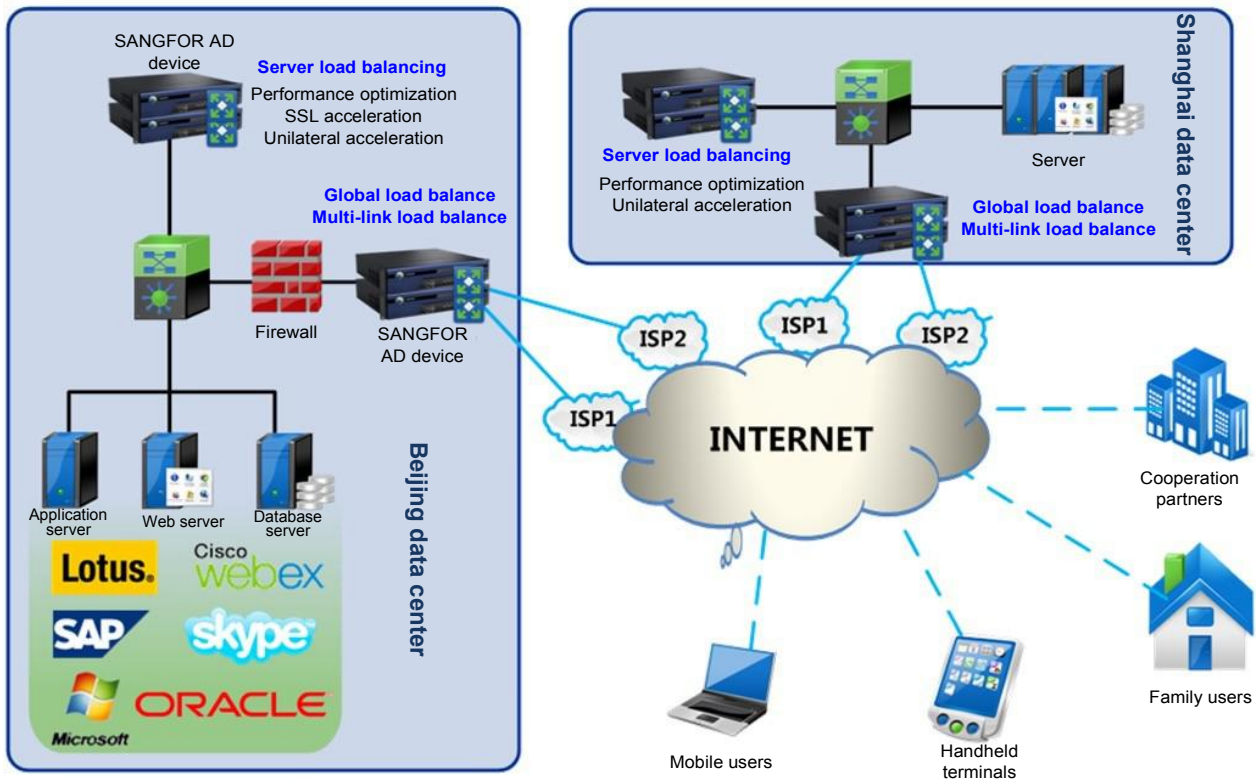 SANGFOR AD
device
Server load balancing
Performance optimization
SSL acceleration
Unilateral acceleration
Global load balance
Multi-link load balance
Firewall
SANGFOR
AD device
Application
server
Web server
Database
server
Beijing data center
Lotus.
Cisco
webex
SAP
skype
Microsoft
ORACLE
Shanghai data center
Server load balancing
Performance optimization
Unilateral acceleration
Server
Global load balance
Multi-link load balance
ISP2
ISP1
ISP1
ISP2
INTERNET
Cooperation
partners
Family users
Handheld
terminals
Mobile users